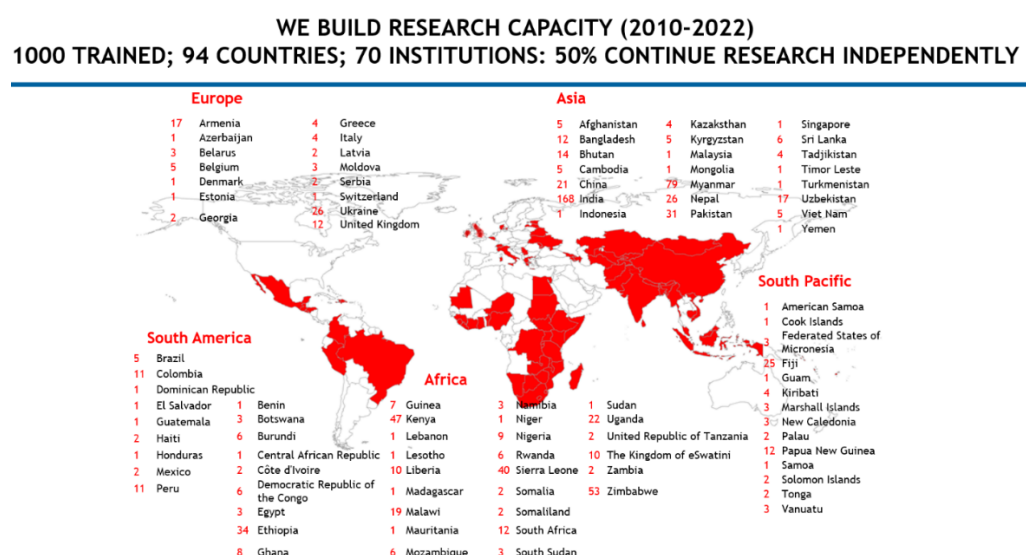 WE BUILD RESEARCH CAPACITY (2010-2022)
1000 TRAINED; 94 COUNTRIES; 70 INSTITUTIONS: 50% CONTINUE RESEARCH INDEPENDENTLY
Europe
17 Armenia
1 Azerbaijan
3 Belarus
5 Belgium
1 Denmark
1 Estonia
2 Georgia
4 Greece
4 Italy
2 Latvia
3 Moldova
2 Serbia
1 Switzerland
26 Ukraine
12 United Kingdom
Asia
5 Afghanistan
12 Bangladesh
14 Bhutan
5 Cambodia
21 China
168 India
1 Indonesia
4 Kazaksthan
5 Kyrgyzstan
1 Malaysia
1 Mongolia
79 Myanmar
26 Nepal
31 Pakistan
1 Singapore
6 Sri Lanka
4 Tadjikistan
1 Timor Leste
1 Turkmenistan
17 Uzbekistan
5 Viet Nam
1 Yemen
South Pacific
1 American Samoa
1 Cook Islands
3 Federated States of
Micronesia
25 Fiji
1 Guam
4 Kiribati
3 Marshall Islands
3 New Caledonia
2 Palau
12 Papua New Guinea
1 Samoa
2 Solomon Islands
2 Tonga
3 Vanuatu
South America
5 Brazil
11 Colombia
1 Dominican Republic
1 El Salvador
1 Guatemala
2 Haiti
1 Honduras
2 Mexico
11 Peru
Africa
1 Benin
3 Botswana
6 Burundi
1 Central African Republic
2 Côte d'Ivoire
6 Democratic Republic of
the Congo
3 Egypt
34 Ethiopia
8 Ghana
7 Guinea
47 Kenya
1 Lebanon
1 Lesotho
10 Liberia
1 Madagascar
19 Malawi
1 Mauritania
6 Mozambique
3 Namibia
1 Niger
9 Nigeria
6 Rwanda
40 Sierra Leone
2 Somalia
2 Somaliland
12 South Africa
3 South Sudan
1 Sudan
22 Uganda
2 United Republic of Tanzania
10 The Kingdom of eSwatini
2 Zambia
53 Zimbabwe